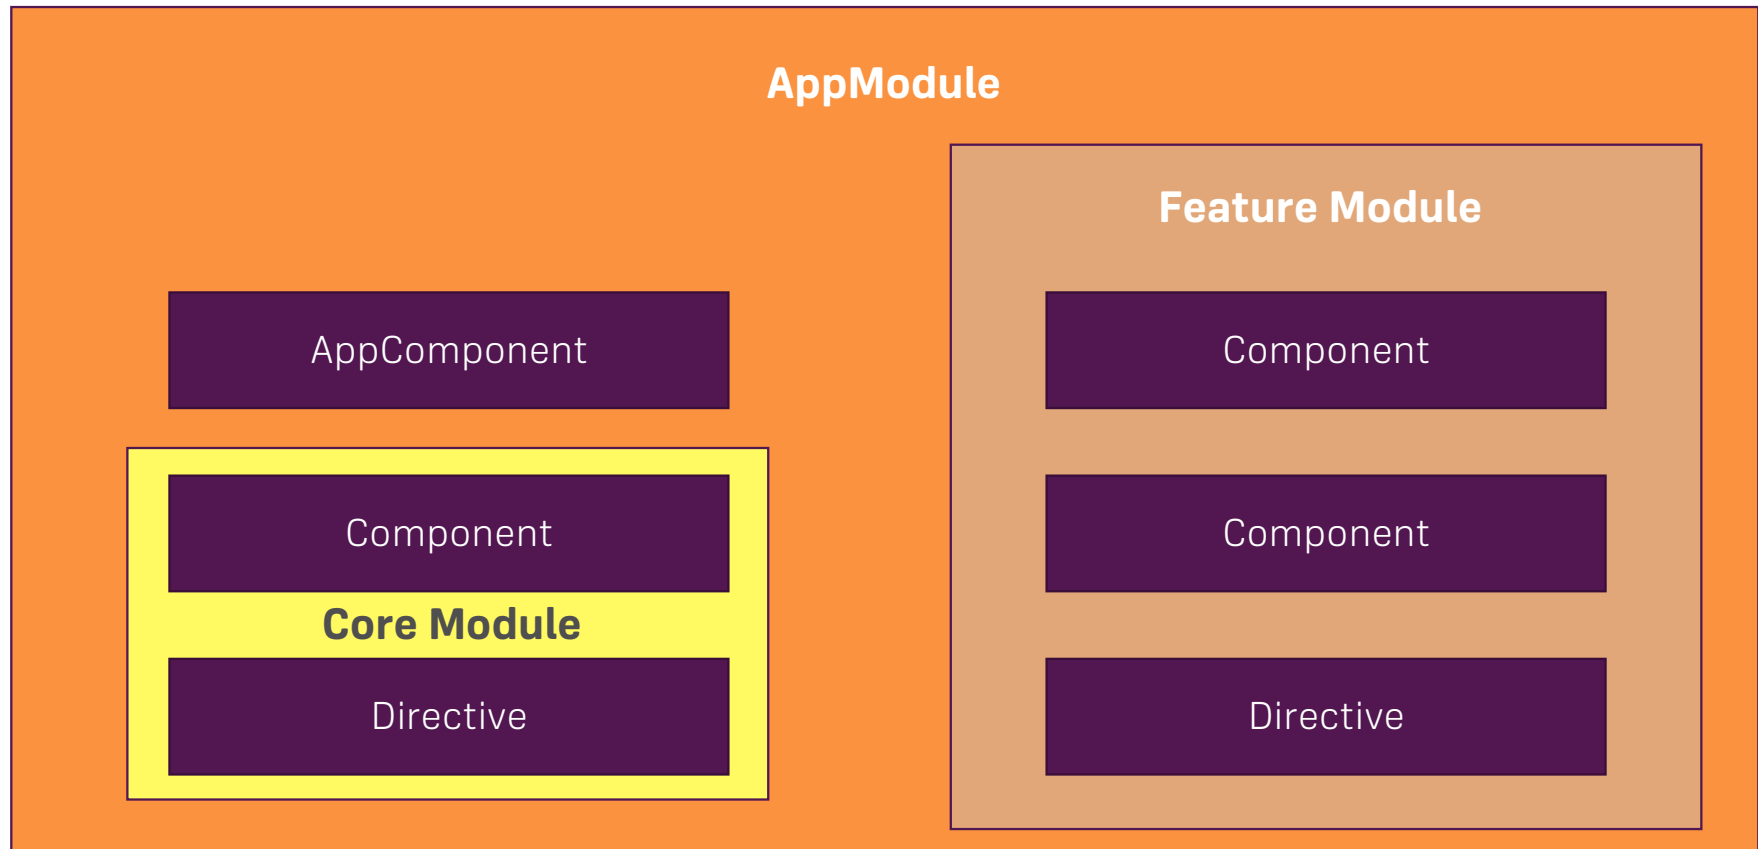 AppModule
AppComponent
Component
Core Module
Directive
Feature Module
Component
Component
Directive